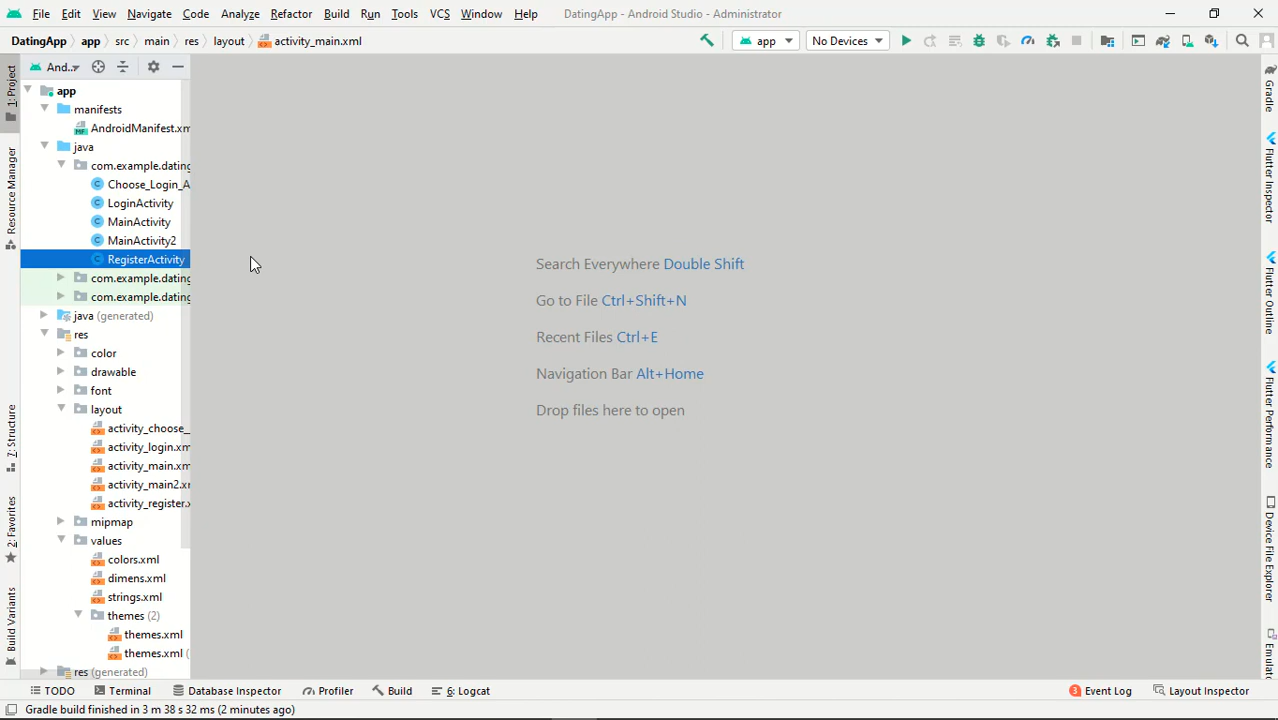 File Edit View Navigate Code Analyze Refactor Build Run Tools VCS Window Help DatingApp - Android Studio - Administrator
DatingApp app src main res layout activity_main.xml app No Devices
1: Project
Resource Manager
Z: Structure
2: Favorites
Build Variants
And..
app
manifests
AndroidManifest.xm
java
com.example.dating
Choose_Login_A
LoginActivity
MainActivity
MainActivity2
RegisterActivity
com.example.dating
com.example.dating
java (generated)
res
color
drawable
font
layout
activity_choose_
activity_login.xm
activity_main.xm
activity_main2.xr
activity_register.x
mipmap
values
colors.xml
dimens.xml
strings.xml
themes (2)
themes.xml
themes.xml (
res (generated)
Search Everywhere Double Shift
Go to File Ctrl+Shift+N
Recent Files Ctrl+E
Navigation Bar Alt+Home
Drop files here to open
Gradle
Flutter Inspector
Flutter Outline
Flutter Performance
Device File Explorer
Emulat
TODO Terminal Database Inspector Profiler Build 6: Logcat 3 Event Log Layout Inspector
Gradle build finished in 3 m 38 s 32 ms (2 minutes ago)